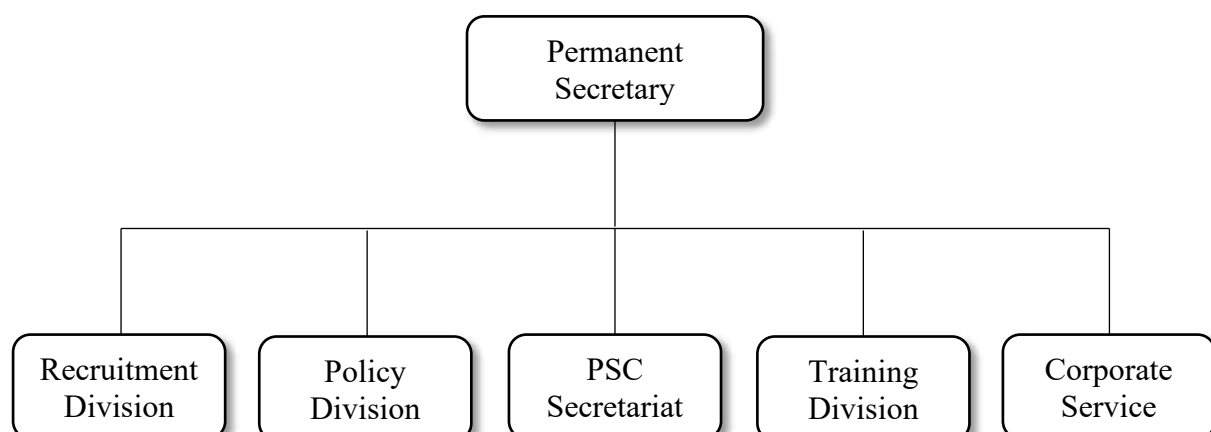 Permanent
Secretary
Recruitment
Division
Policy
Division
PSC
Secretariat
Training
Division
Corporate
Service